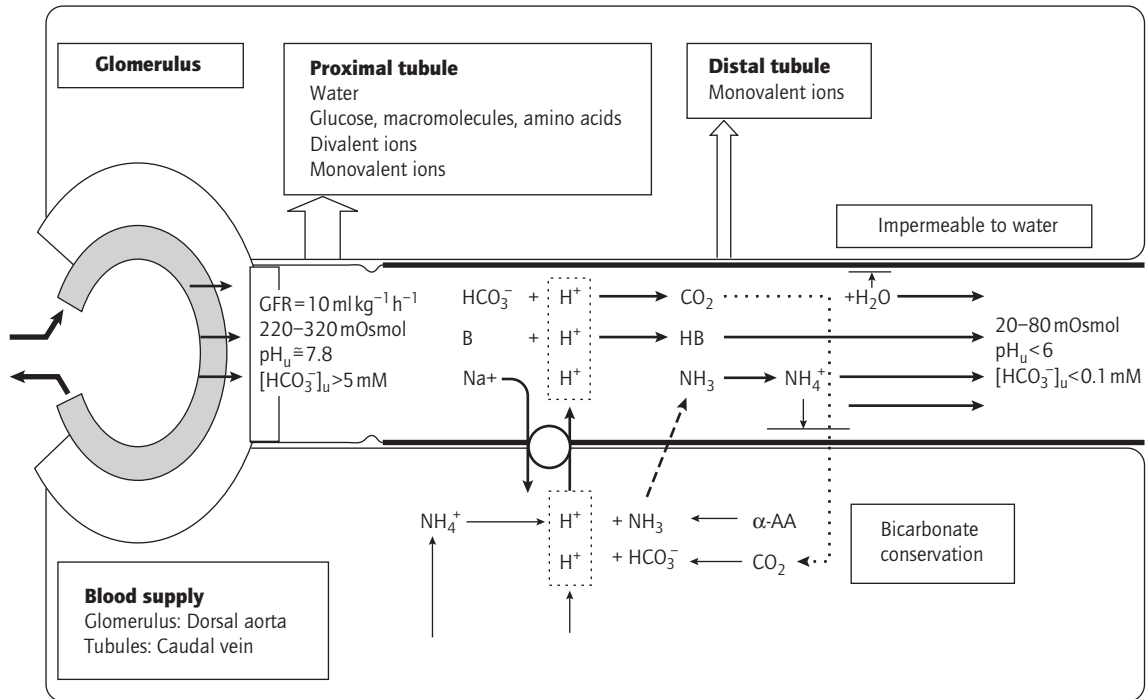 Glomerulus
Proximal tubule
Water
Glucose, macromolecules, amino acids
Divalent ions
Monovalent ions
Distal tubule
Monovalent ions
Impermeable to water
GFR = 10 ml kg⁻¹ h⁻¹
220–320 mOsmol
pHᵤ ≅ 7.8
[HCO₃⁻]ᵤ > 5 mM
HCO₃⁻ + H⁺ CO₂ +H₂O
B + H⁺ HB
Na+ H⁺ NH₃ NH₄⁺
20–80 mOsmol
pHᵤ < 6
[HCO₃⁻]ᵤ < 0.1 mM
NH₄⁺ H⁺ + NH₃ α-AA
H⁺ + HCO₃⁻ CO₂
Bicarbonate
conservation
Blood supply
Glomerulus: Dorsal aorta
Tubules: Caudal vein